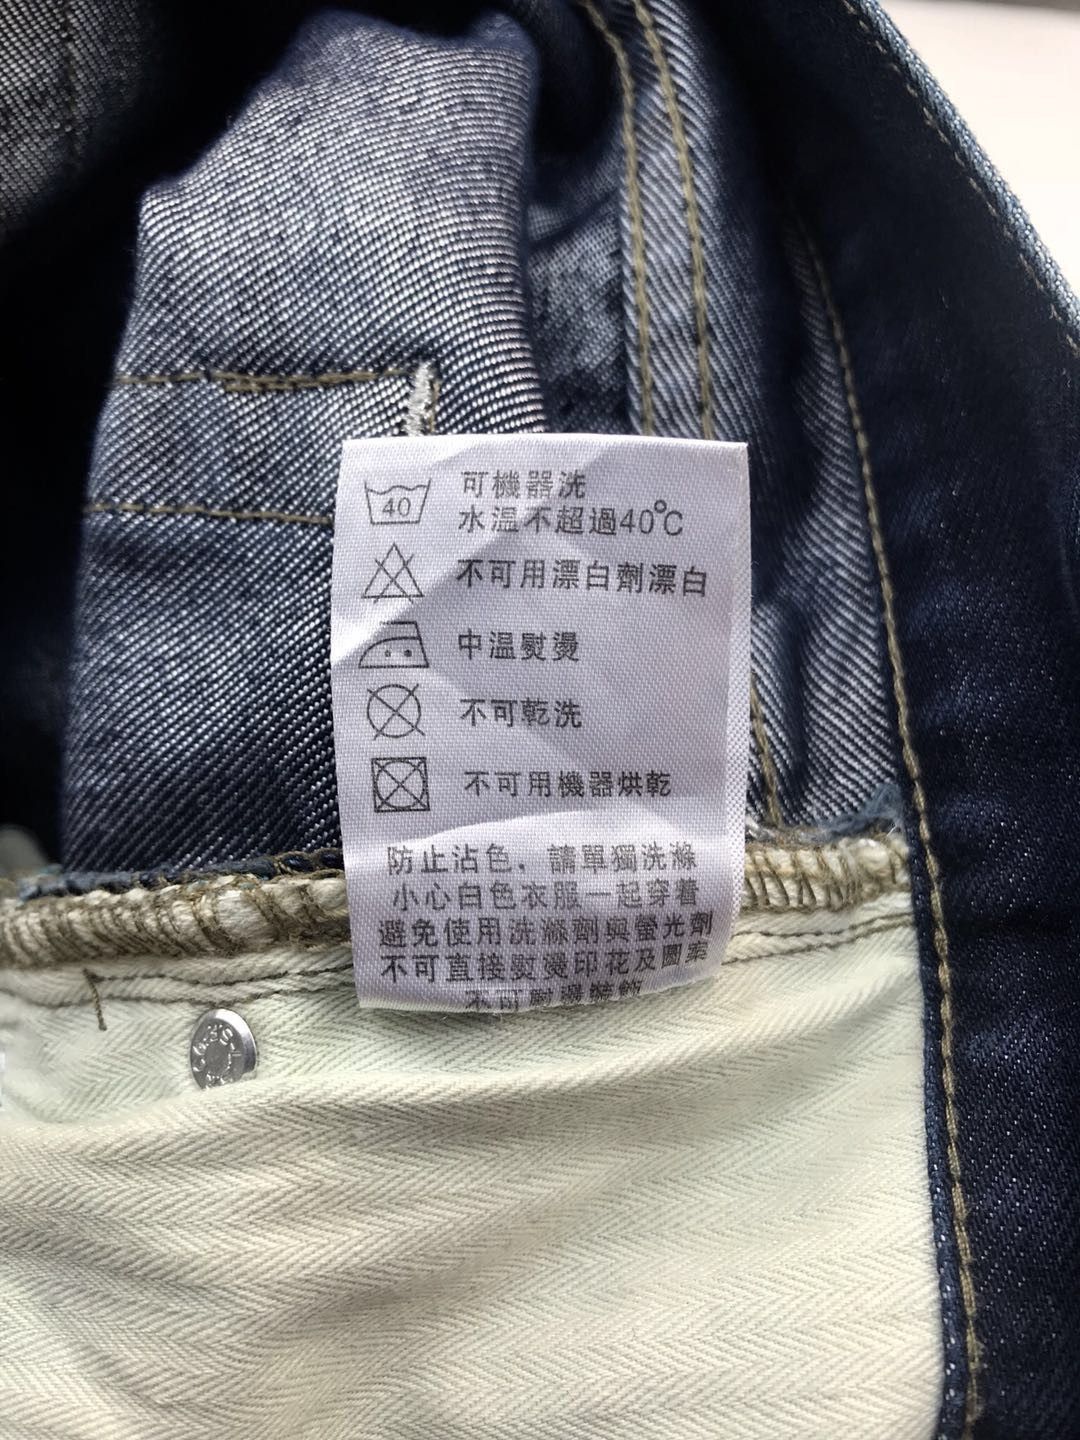 40
可機器洗
水温不超過40°C
不可用漂白劑漂白
中温熨燙
不可乾洗
不可用機器烘乾
防止沾色，請單獨洗滌
小心白色衣服一起穿着
避免使用洗滌劑與螢光劑
不可直接熨燙印花及圖案
不可